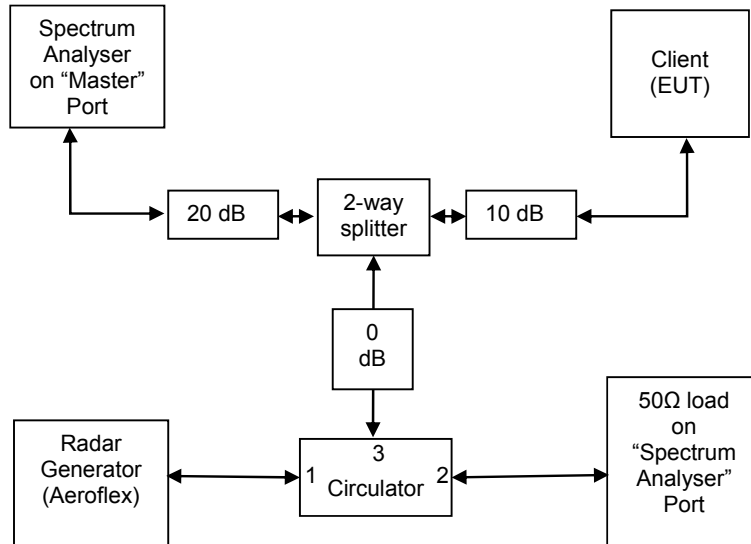 Spectrum
Analyser
on “Master”
Port
Client
(EUT)
20 dB
2-way
splitter
10 dB
0
dB
Radar
Generator
(Aeroflex)
3
1
Circulator
2
50Ω load
on
“Spectrum
Analyser”
Port